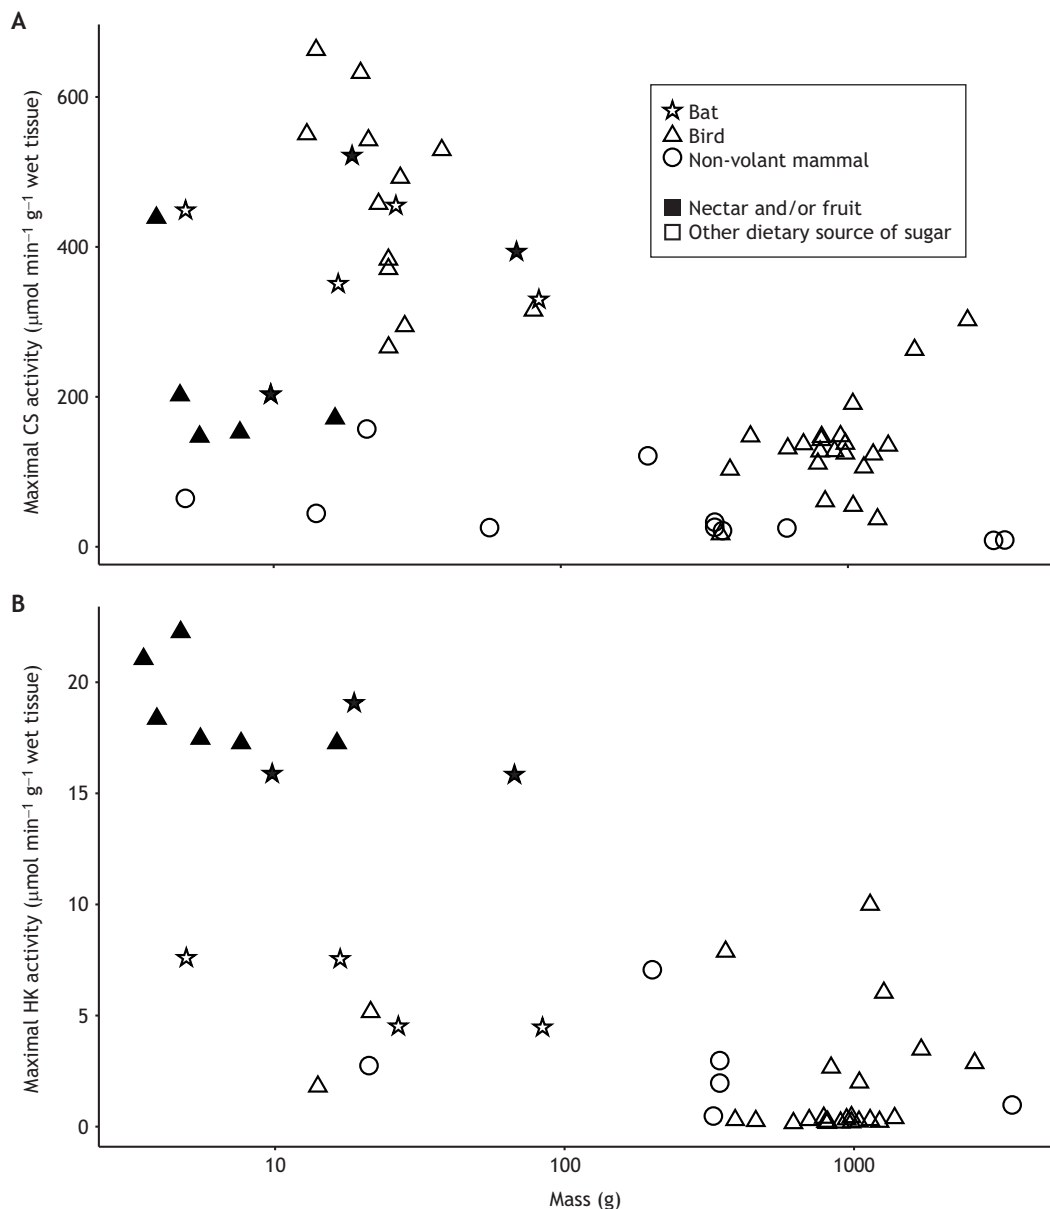 A
Maximal CS activity (μmol min−1 g−1 wet tissue)
600
400
200
0
Bat
Bird
Non-volant mammal
Nectar and/or fruit
Other dietary source of sugar
B
Maximal HK activity (μmol min−1 g−1 wet tissue)
20
15
10
5
0
10
100
1000
Mass (g)